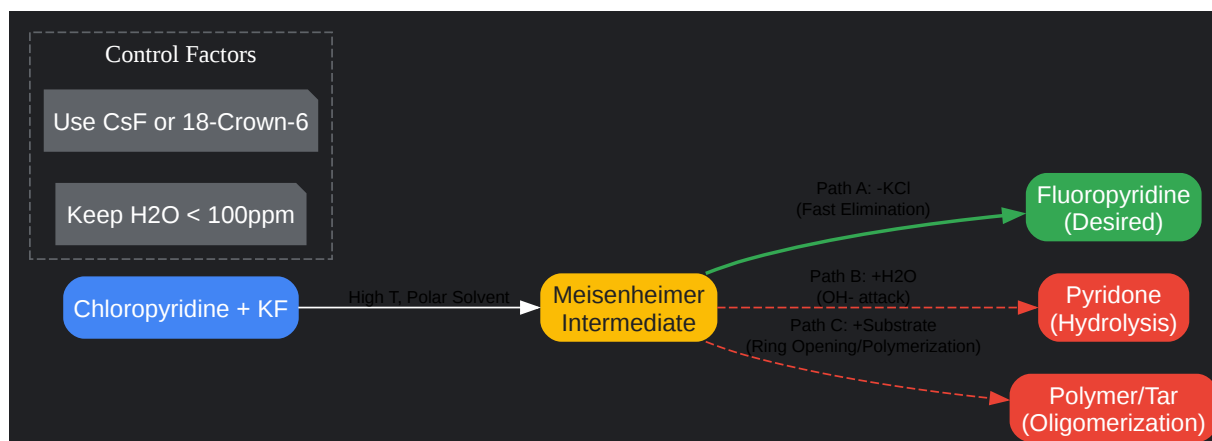 Control Factors
Use CsF or 18-Crown-6
Keep H2O < 100ppm
Chloropyridine + KF
High T, Polar Solvent
Meisenheimer
Intermediate
Path A: -KCl
(Fast Elimination)
Fluoropyridine
(Desired)
Path B: +H2O
(OH- attack)
Pyridone
(Hydrolysis)
Path C: +Substrate
(Ring Opening/Polymerization)
Polymer/Tar
(Oligomerization)